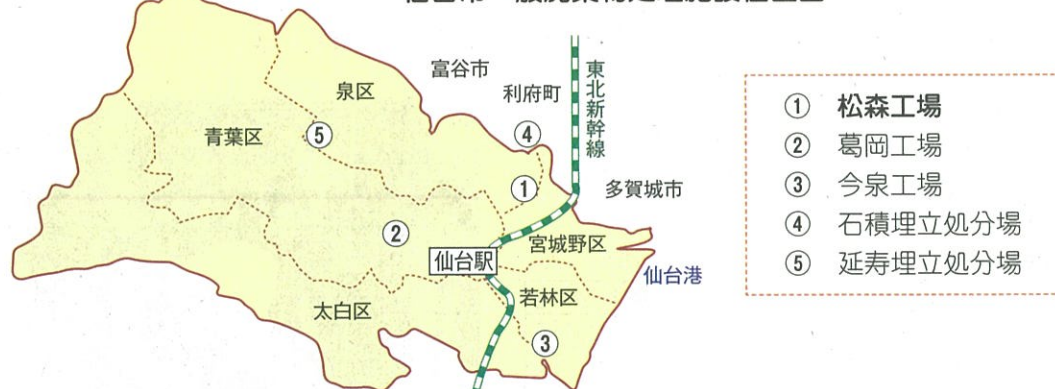 富谷市
利府町
東北新幹線
泉区
青葉区
⑤
④
①
多賀城市
②
宮城野区
仙台駅
仙台港
若林区
太白区
③
① 松森工場
② 葛岡工場
③ 今泉工場
④ 石積埋立処分場
⑤ 延寿埋立処分場